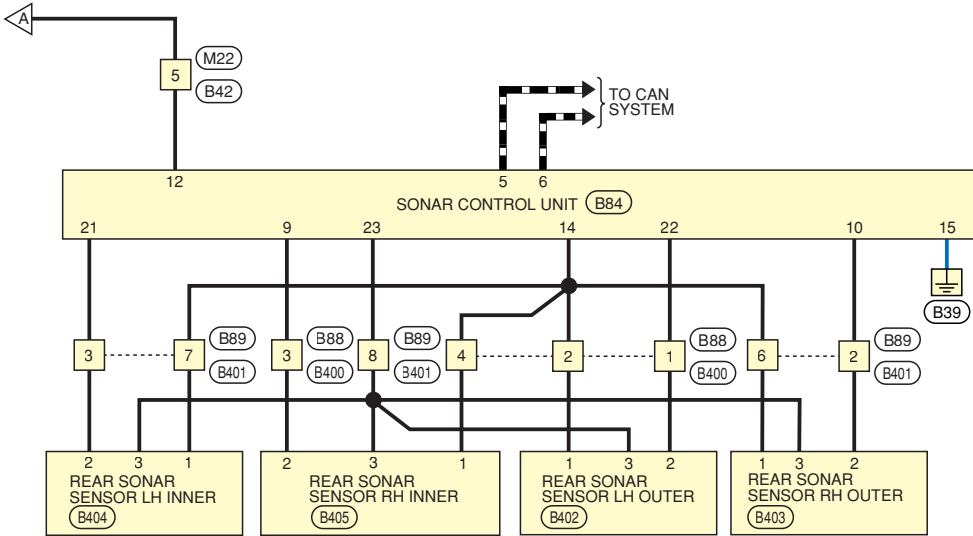 A
M22
5
B42
TO CAN
SYSTEM
12
5 6
SONAR CONTROL UNIT B84
21 9 23 14 22 10 15
B39
B89 B88 B89 B88 B89
3 7 3 8 4 2 1 6 2
B401 B400 B401 B400 B401
2 3 1 2 3 1 1 3 2 1 3 2
REAR SONAR
SENSOR LH INNER
B404
REAR SONAR
SENSOR RH INNER
B405
REAR SONAR
SENSOR LH OUTER
B402
REAR SONAR
SENSOR RH OUTER
B403